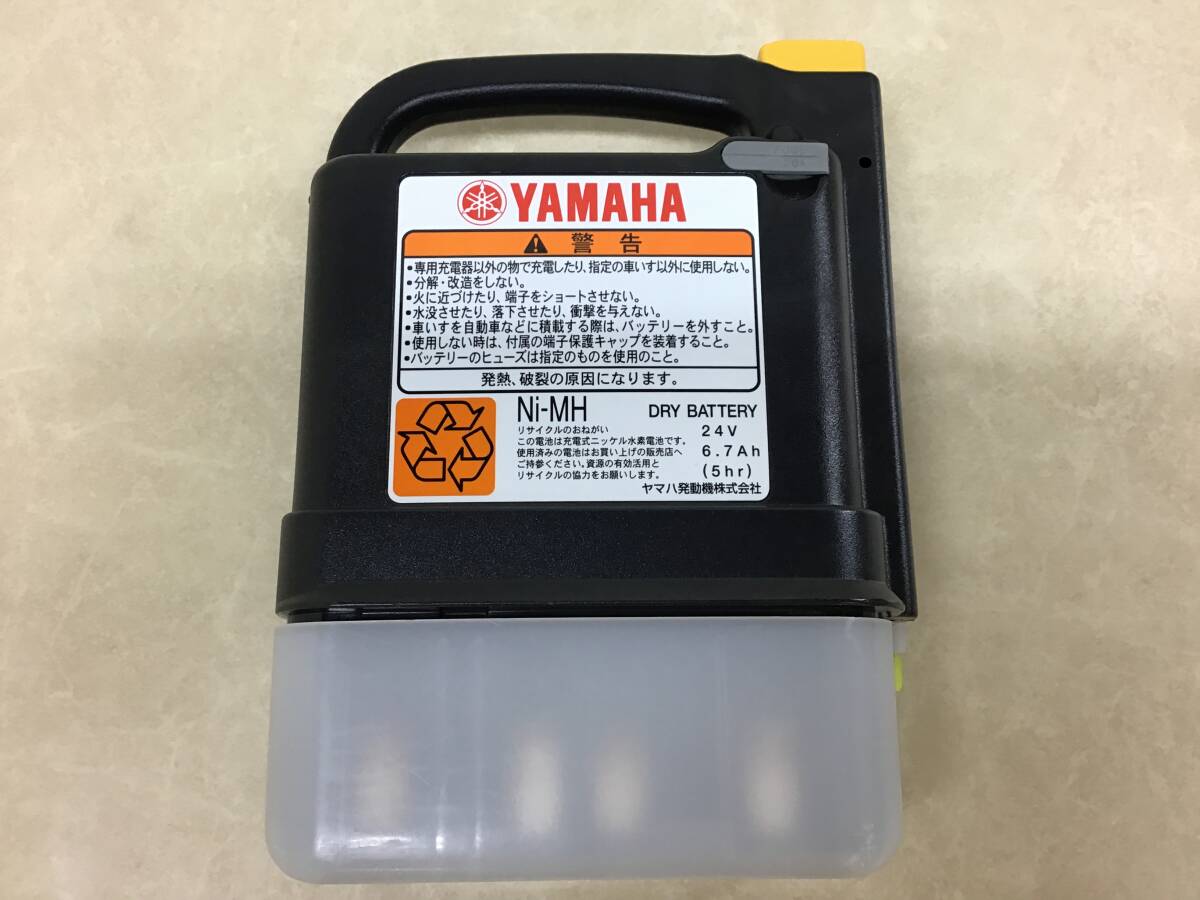 YAMAHA
警告
•専用充電器以外の物で充電したり、指定の車いす以外に使用しない。
•分解・改造をしない。
•火に近づけたり、端子をショートさせない。
•水没させたり、落下させたり、衝撃を与えない。
•車いすを自動車などに積載する際は、バッテリーを外すこと。
•使用しない時は、付属の端子保護キャップを装着すること。
•バッテリーのヒューズは指定のものを使用のこと。
発熱、破裂の原因になります。
Ni-MH
リサイクルのおねがい
この電池は充電式ニッケル水素電池です。
使用済みの電池はお買い上げの販売店へ
ご持参ください。資源の有効活用と
リサイクルの協力をお願いします。
DRY BATTERY
24V
6.7Ah
(5hr)
ヤマハ発動機株式会社